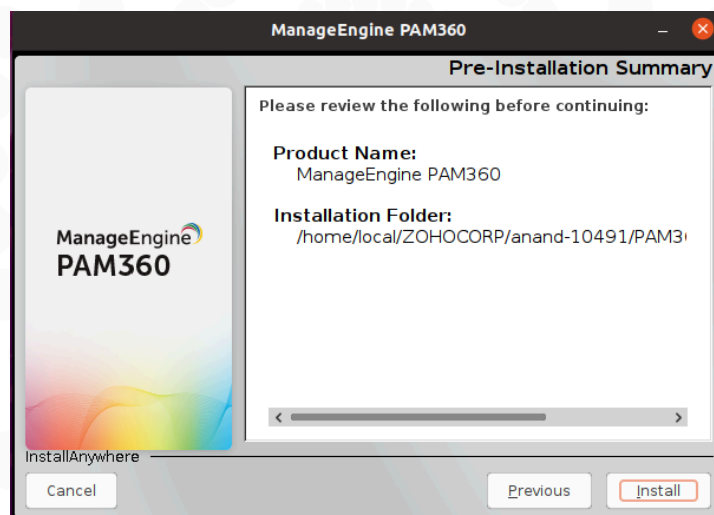 ManageEngine PAM360
Pre-Installation Summary
Please review the following before continuing:
Product Name:
ManageEngine PAM360
Installation Folder:
/home/local/ZOHOCORP/anand-10491/PAM3
ManageEngine
PAM360
InstallAnywhere
Cancel
Previous
Install